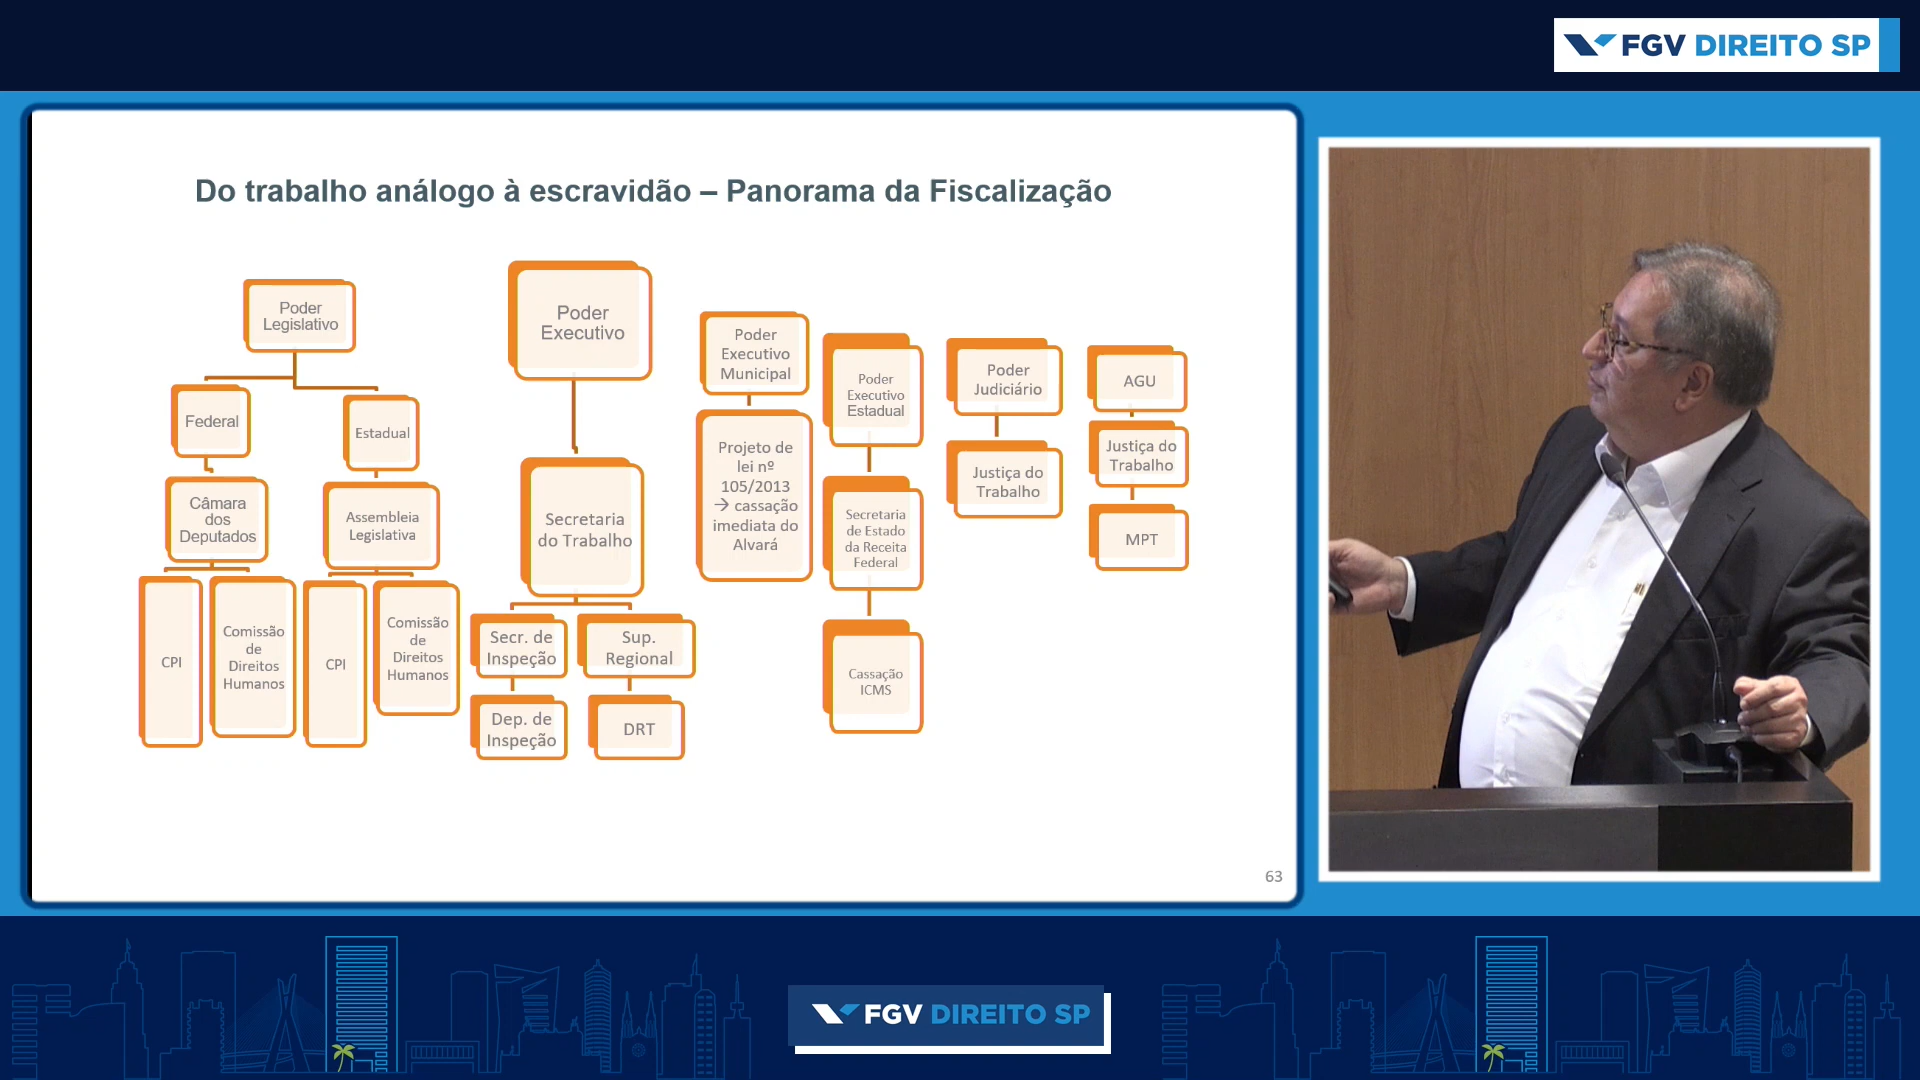 FGV DIREITO SP
Do trabalho análogo à escravidão – Panorama da Fiscalização
Poder
Legislativo
Federal
Estadual
Câmara
dos
Deputados
Assembleia
Legislativa
CPI
Comissão
de
Direitos
Humanos
CPI
Comissão
de
Direitos
Humanos
Poder
Executivo
Secretaria
do Trabalho
Secr. de
Inspeção
Sup.
Regional
Dep. de
Inspeção
DRT
Poder
Executivo
Municipal
Projeto de
lei nº
105/2013
→ cassação
imediata do
Alvará
Poder
Executivo
Estadual
Secretaria
de Estado
da Receita
Federal
Cassação
ICMS
Poder
Judiciário
Justiça do
Trabalho
AGU
Justiça do
Trabalho
MPT
63
FGV DIREITO SP